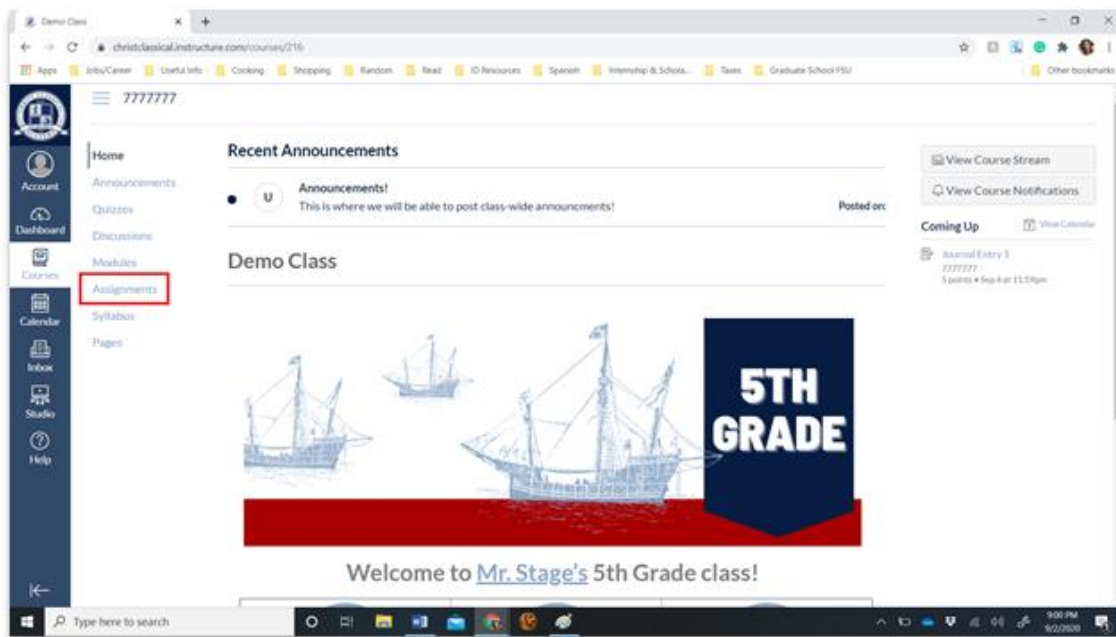 Demo Class
christclassical.instructure.com/courses/216
Apps
Jobs/Career
Useful Info
Cooking
Shopping
Random
Read
ID Resources
Spanish
Internship & Schola...
Taxes
Graduate School FSU
Other bookmarks
7777777
Account
Dashboard
Courses
Calendar
Inbox
Studio
Help
Home
Announcements
Quizzes
Discussions
Modules
Assignments
Syllabus
Pages
Recent Announcements
U
Announcements!
This is where we will be able to post class-wide announcments!
Posted on:
Demo Class
5TH
GRADE
Welcome to Mr. Stage's 5th Grade class!
View Course Stream
View Course Notifications
Coming Up
View Calendar
Journal Entry 1
7777777
5 points • Sep 4 at 11:59pm
Type here to search
9:00 PM
9/2/2020